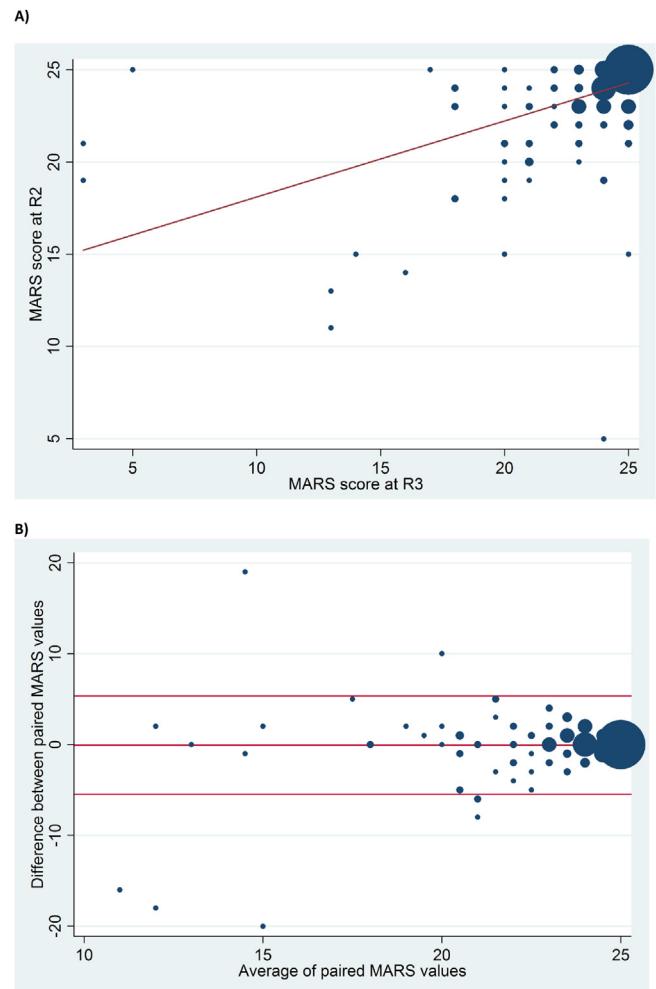 A)
25
20
15
10
5
MARS score at R2
5 10 15 20 25
MARS score at R3
B)
20
10
0
-10
-20
Difference between paired MARS values
10 15 20 25
Average of paired MARS values